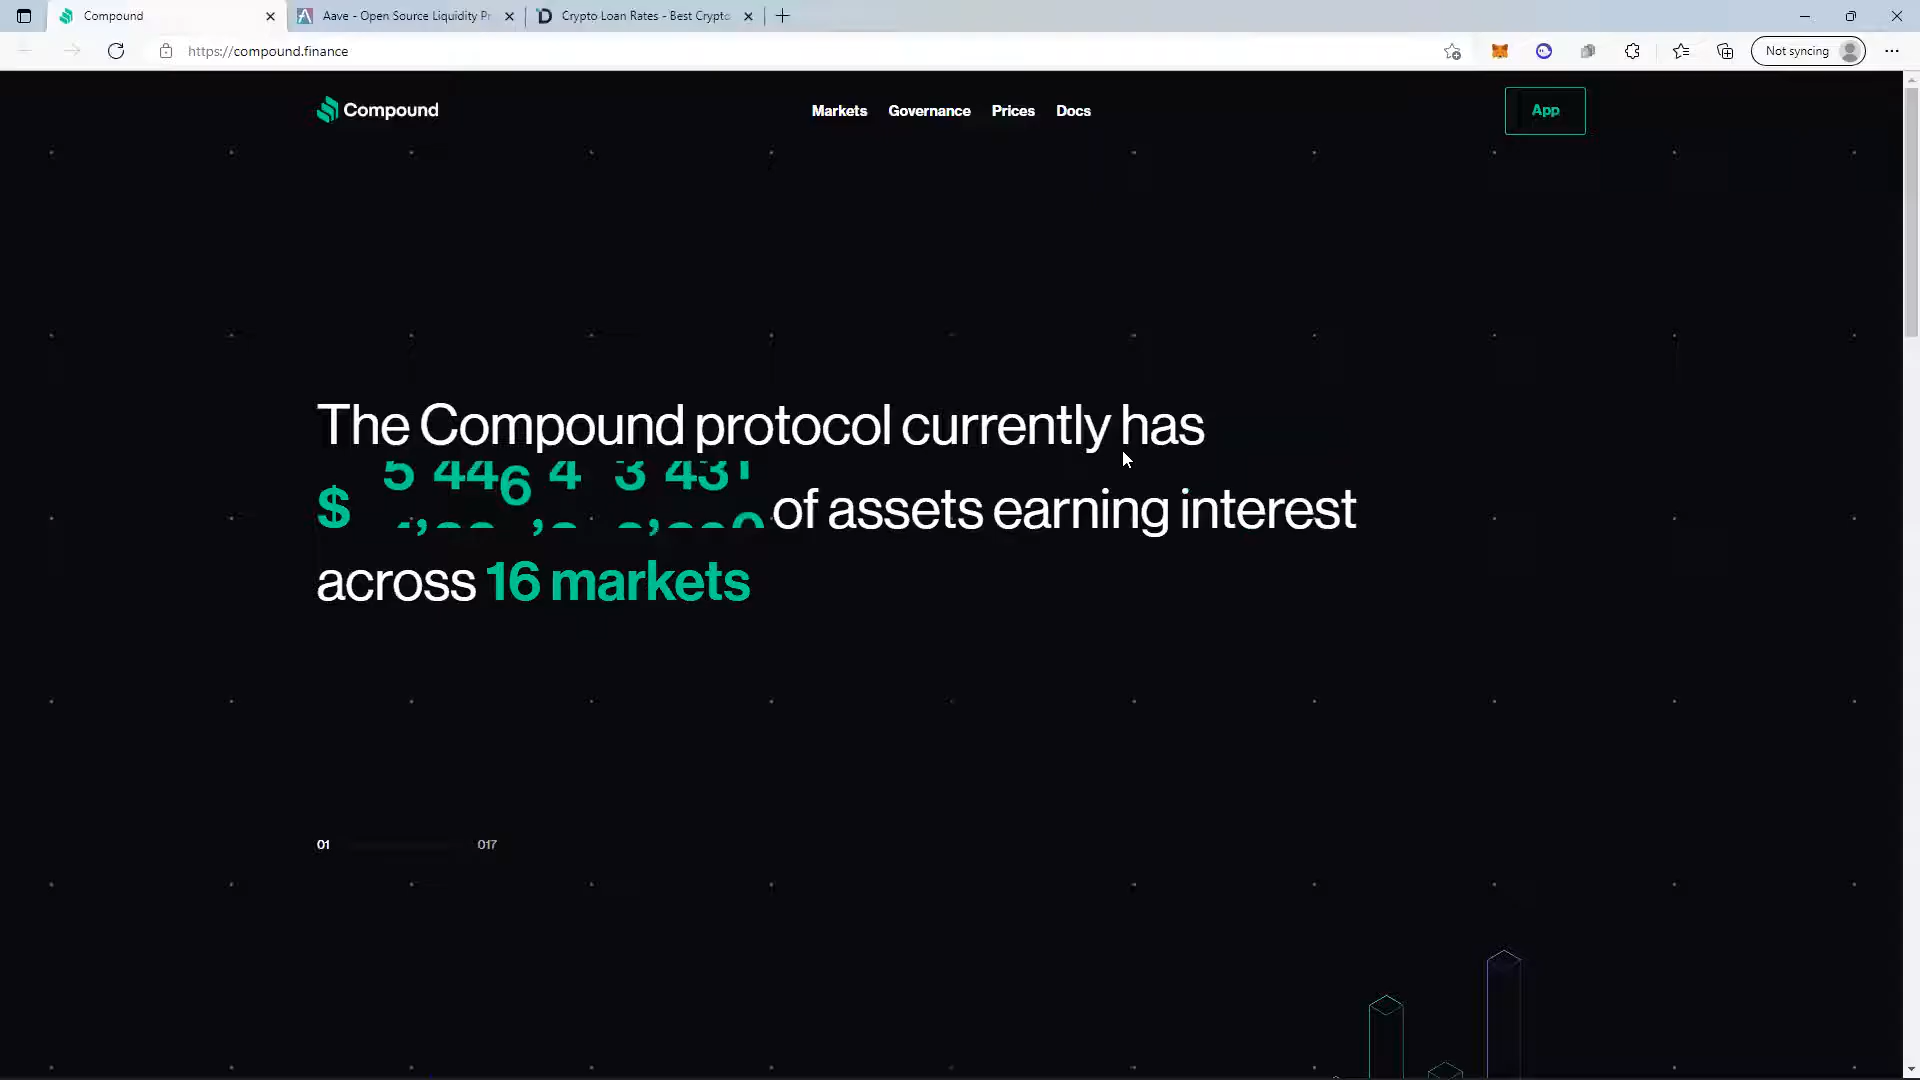 Compound
Aave - Open Source Liquidity Pr
Crypto Loan Rates - Best Crypto
https://compound.finance
Not syncing
Compound
Markets
Governance
Prices
Docs
App
The Compound protocol currently has
$ of assets earning interest
across 16 markets
01
017